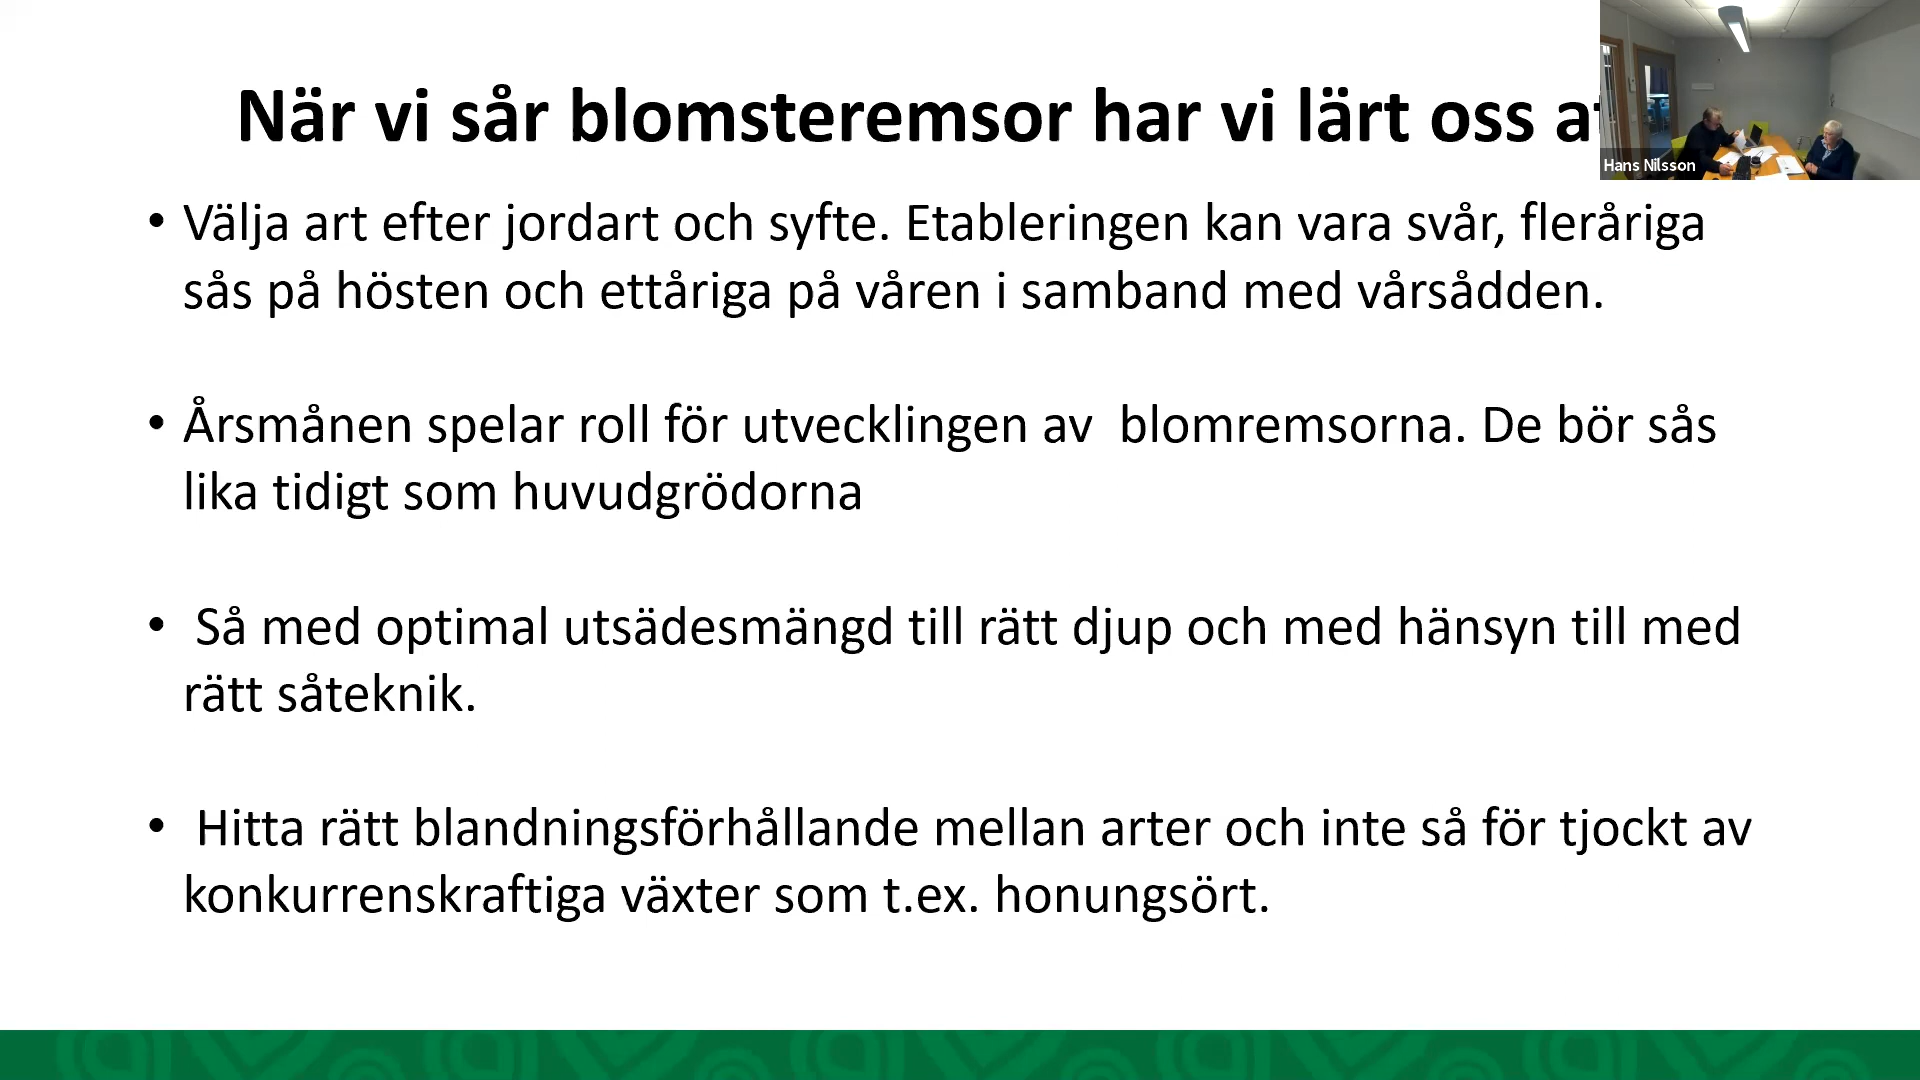 När vi sår blomsteremsor har vi lärt oss
Hans Nilsson
• Välja art efter jordart och syfte. Etableringen kan vara svår, fleråriga
sås på hösten och ettåriga på våren i samband med vårsådden.
• Årsmånen spelar roll för utvecklingen av  blomremsorna. De bör sås
lika tidigt som huvudgrödorna
• Så med optimal utsädesmängd till rätt djup och med hänsyn till med
rätt såteknik.
• Hitta rätt blandningsförhållande mellan arter och inte så för tjockt av
konkurrenskraftiga växter som t.ex. honungsört.